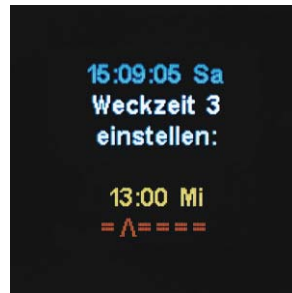 15:09:05 Sa
Weckzeit 3
einstellen:
13:00 Mi
=Λ====